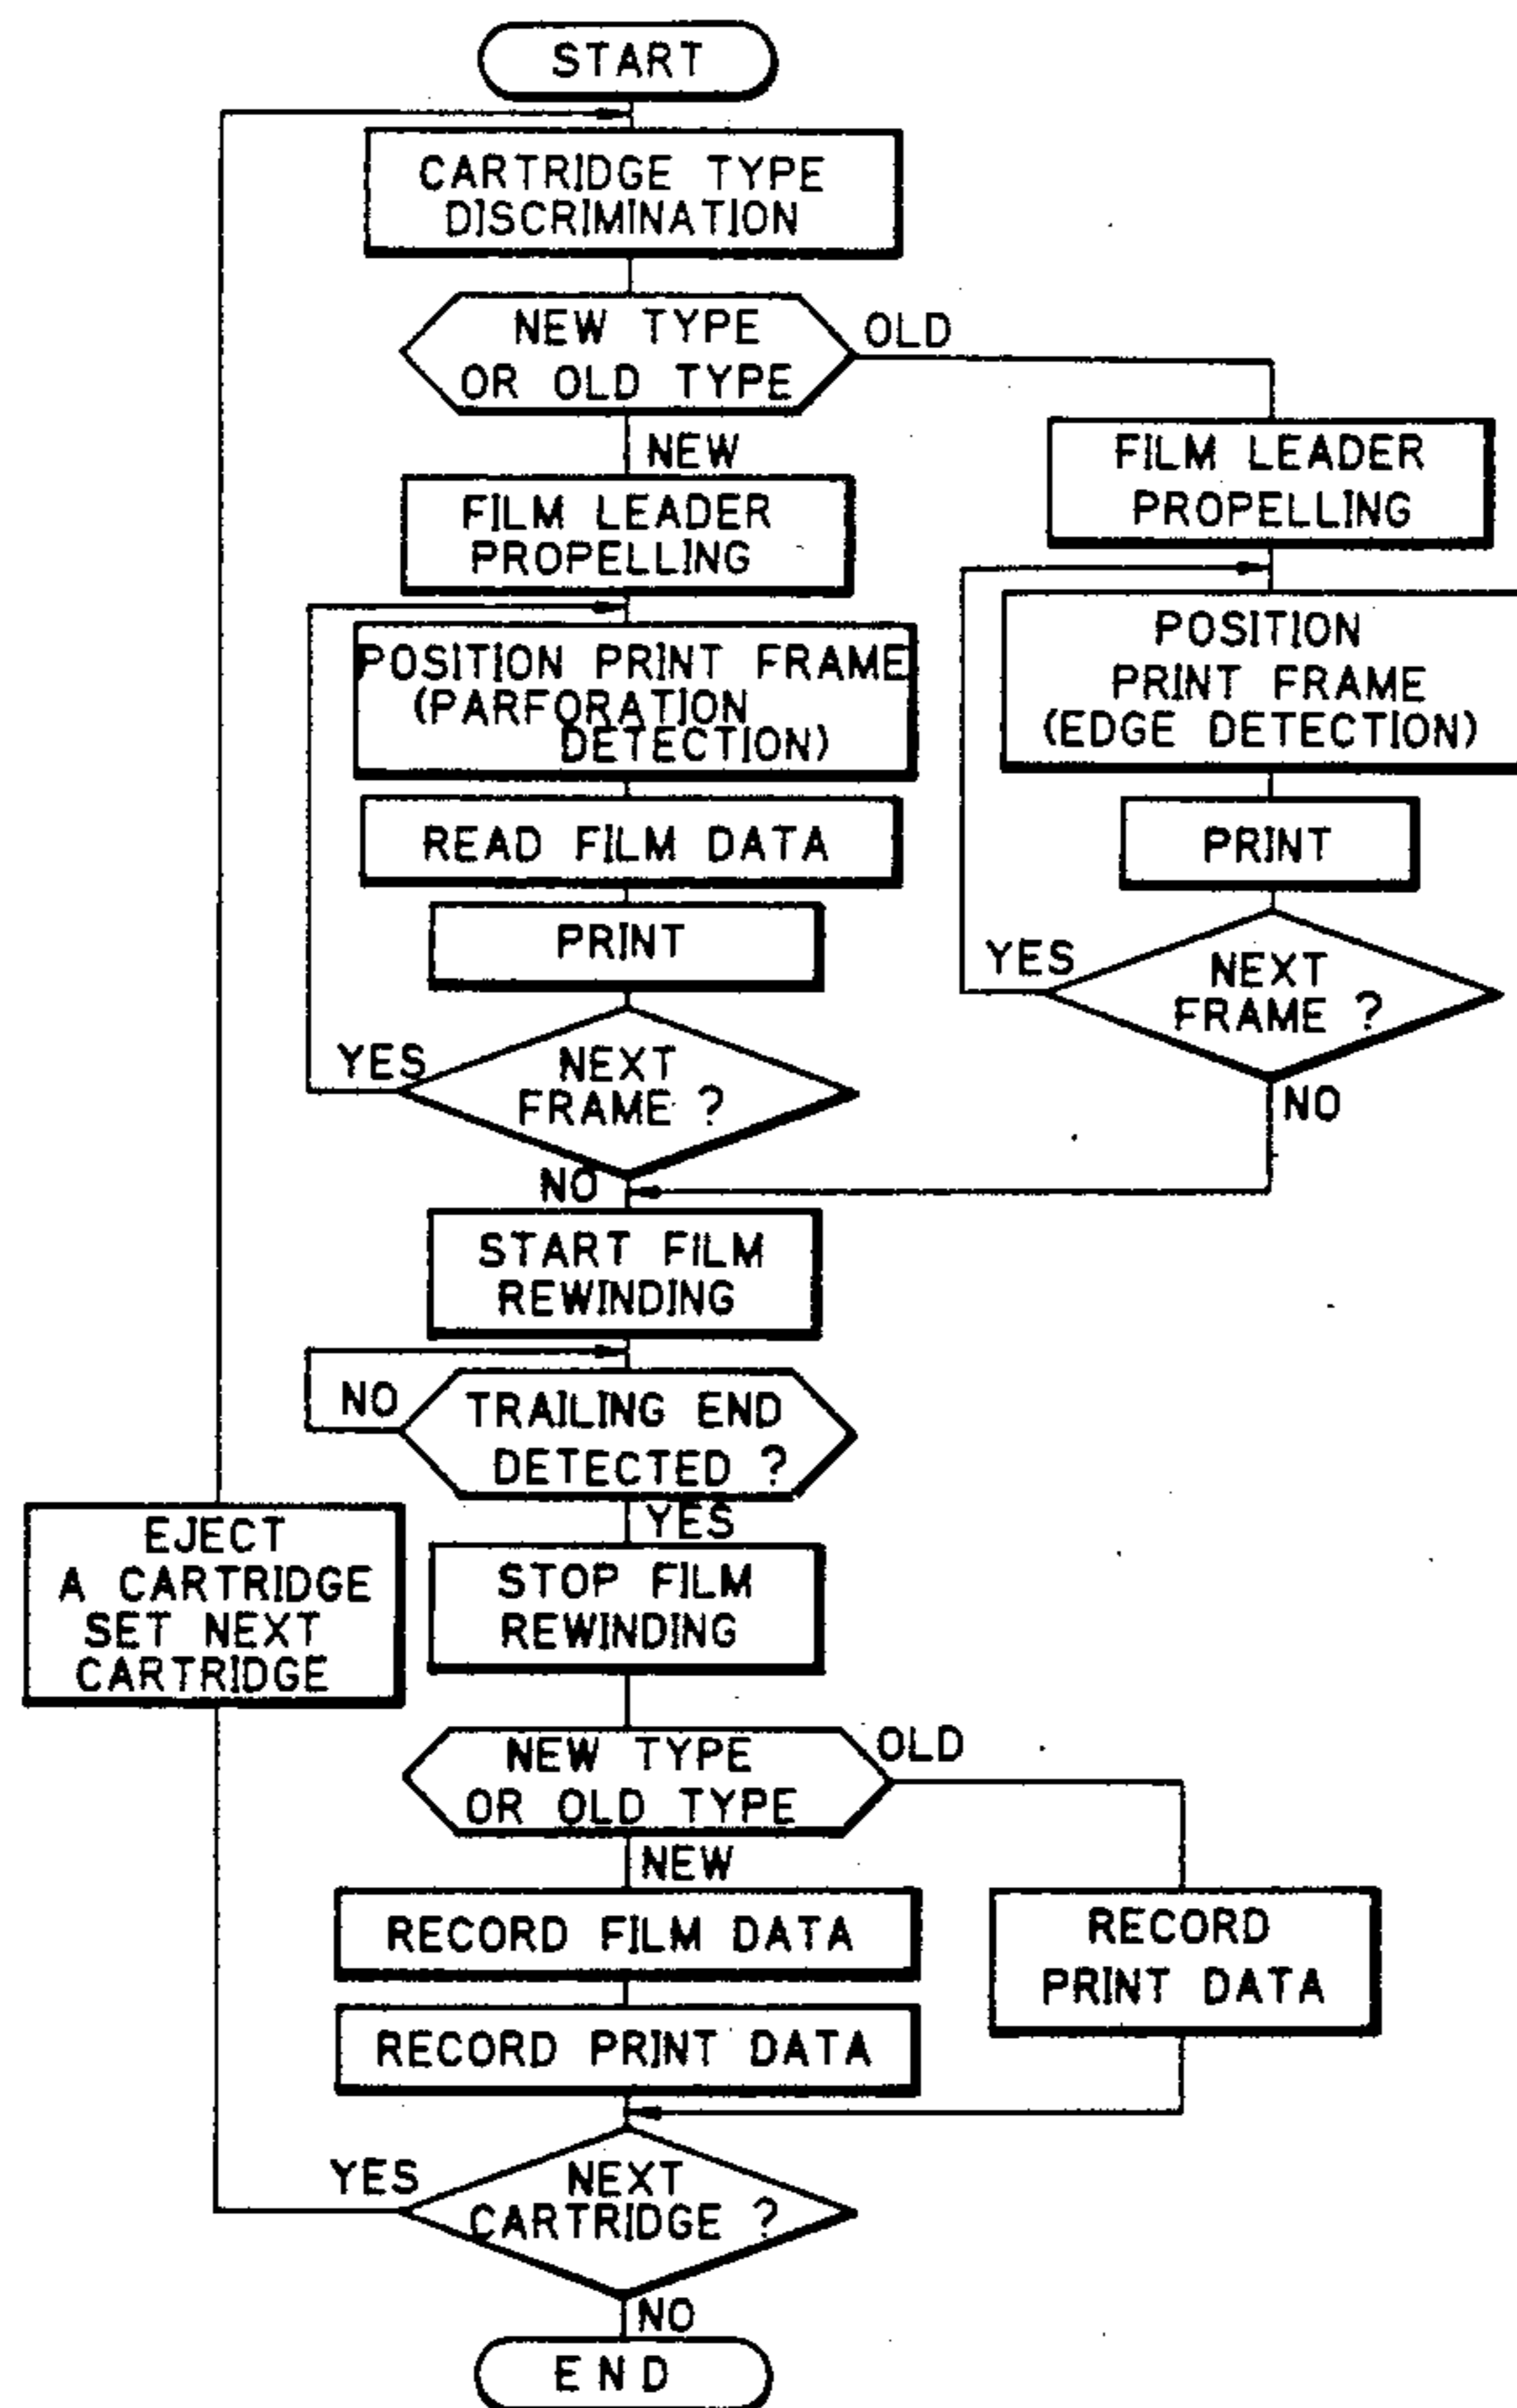 START
CARTRIDGE TYPE
DISCRIMINATION
NEW TYPE
OR OLD TYPE
OLD
NEW
FILM LEADER
PROPELLING
FILM LEADER
PROPELLING
POSITION PRINT FRAME
(PARFORATION
DETECTION)
POSITION
PRINT FRAME
(EDGE DETECTION)
READ FILM DATA
PRINT
PRINT
YES
NEXT
FRAME ?
NO
YES
NEXT
FRAME ?
NO
START FILM
REWINDING
NO
TRAILING END
DETECTED ?
YES
EJECT
A CARTRIDGE
SET NEXT
CARTRIDGE
STOP FILM
REWINDING
NEW TYPE
OR OLD TYPE
OLD
NEW
RECORD FILM DATA
RECORD
PRINT DATA
RECORD PRINT DATA
YES
NEXT
CARTRIDGE ?
NO
END